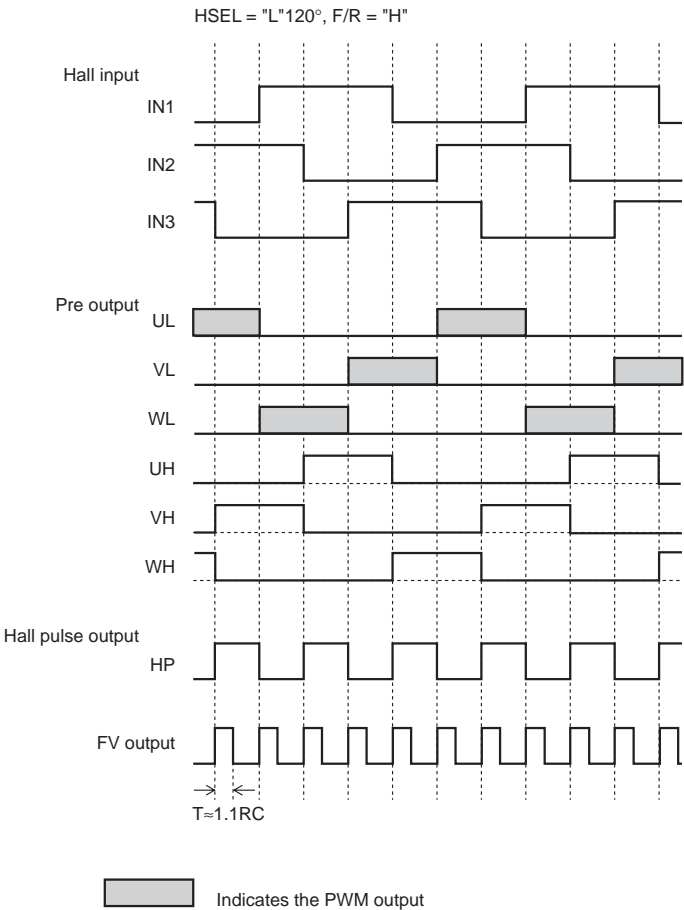 HSEL = "L"120°, F/R = "H"
Hall input
IN1
IN2
IN3
Pre output
UL
VL
WL
UH
VH
WH
Hall pulse output
HP
FV output
T≈1.1RC
Indicates the PWM output